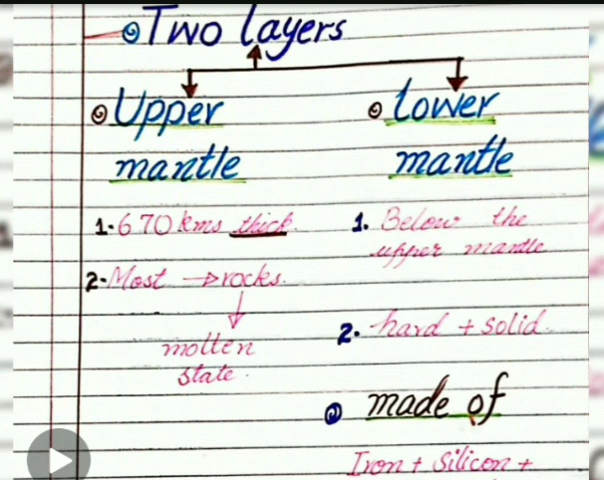 Two layers
Upper
mantle
1. 670 kms thick.
2- Most → rocks.
↓
molten
state.
Lower
mantle
1. Below the
upper mantle
2. hard + solid
made of
Iron + Silicon +